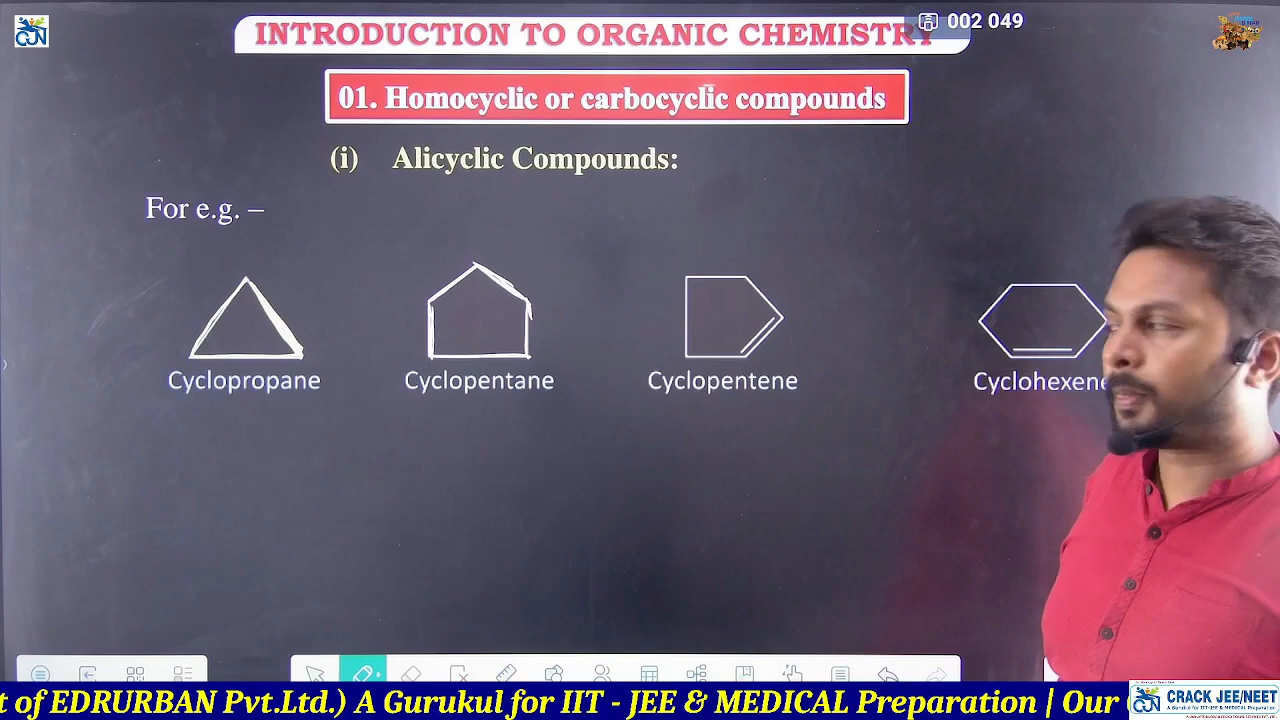 INTRODUCTION TO ORGANIC CHEMISTRY
002 049
01. Homocyclic or carbocyclic compounds
(i) Alicyclic Compounds:
For e.g. –
Cyclopropane Cyclopentane Cyclopentene Cyclohexene
t of EDRURBAN Pvt.Ltd.) A Gurukul for IIT - JEE & MEDICAL Preparation | Our
CRACK JEE/NEET